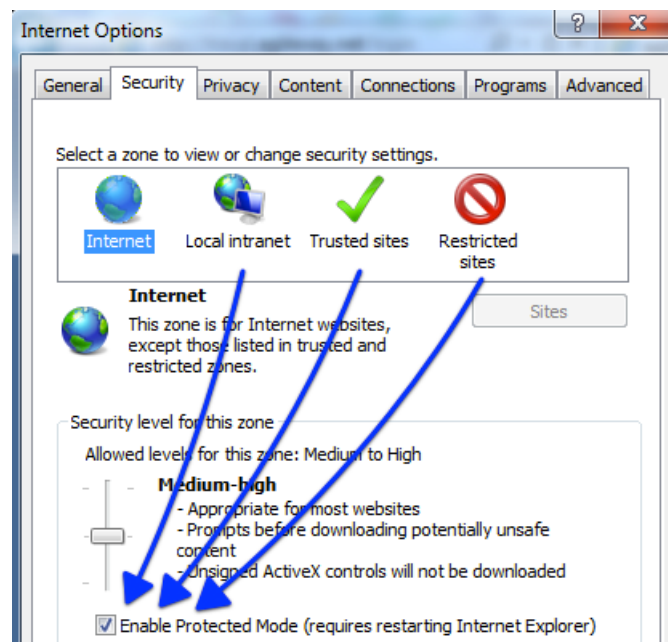 Internet Options
General Security Privacy Content Connections Programs Advanced
Select a zone to view or change security settings.
Internet Local intranet Trusted sites Restricted
sites
Internet
Sites
This zone is for Internet websites,
except those listed in trusted and
restricted zones.
Security level for this zone
Allowed levels for this zone: Medium to High
Medium-high
- Appropriate for most websites
- Prompts before downloading potentially unsafe
content
- Unsigned ActiveX controls will not be downloaded
Enable Protected Mode (requires restarting Internet Explorer)